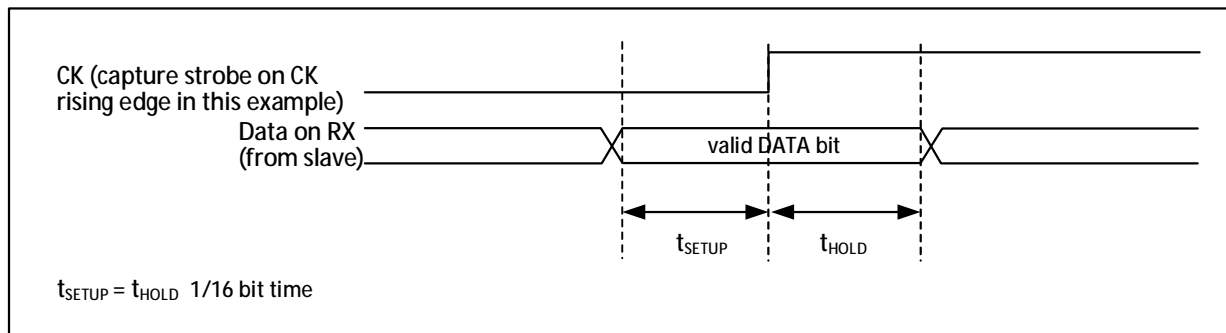 CK (capture strobe on CK
rising edge in this example)
Data on RX
(from slave)
valid DATA bit
tSETUP
tHOLD
tSETUP = tHOLD 1/16 bit time